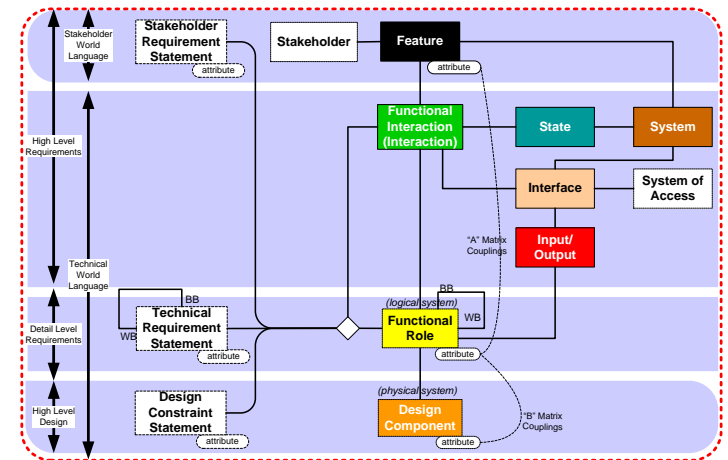 Stakeholder
World
Language
Stakeholder
Requirement
Statement
attribute
Stakeholder
Feature
attribute
High Level
Requirements
Functional
Interaction
(Interaction)
State
System
Interface
System of
Access
"A" Matrix
Couplings
Input/
Output
Technical
World
Language
BB
WB
Technical
Requirement
Statement
attribute
(logical system)
BB
WB
Functional
Role
attribute
Detail Level
Requirements
High Level
Design
Design
Constraint
Statement
attribute
(physical system)
Design
Component
attribute
"B" Matrix
Couplings